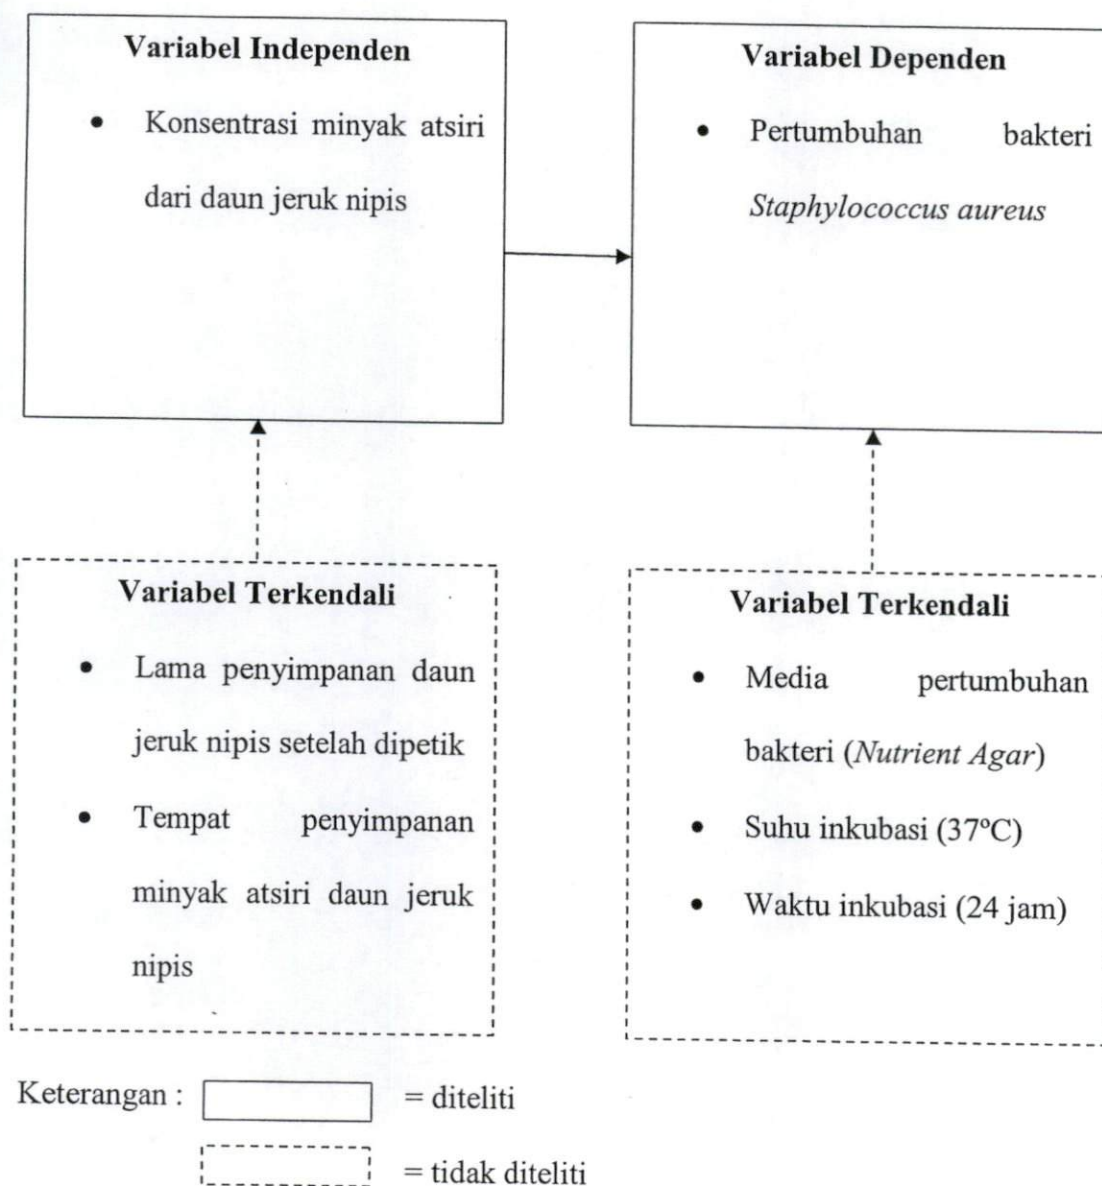 Variabel Independen
• Konsentrasi minyak atsiri
dari daun jeruk nipis
Variabel Dependen
• Pertumbuhan bakteri
Staphylococcus aureus
Variabel Terkendali
• Lama penyimpanan daun
jeruk nipis setelah dipetik
• Tempat penyimpanan
minyak atsiri daun jeruk
nipis
Variabel Terkendali
• Media pertumbuhan
bakteri (Nutrient Agar)
• Suhu inkubasi (37ºC)
• Waktu inkubasi (24 jam)
Keterangan : = diteliti
= tidak diteliti